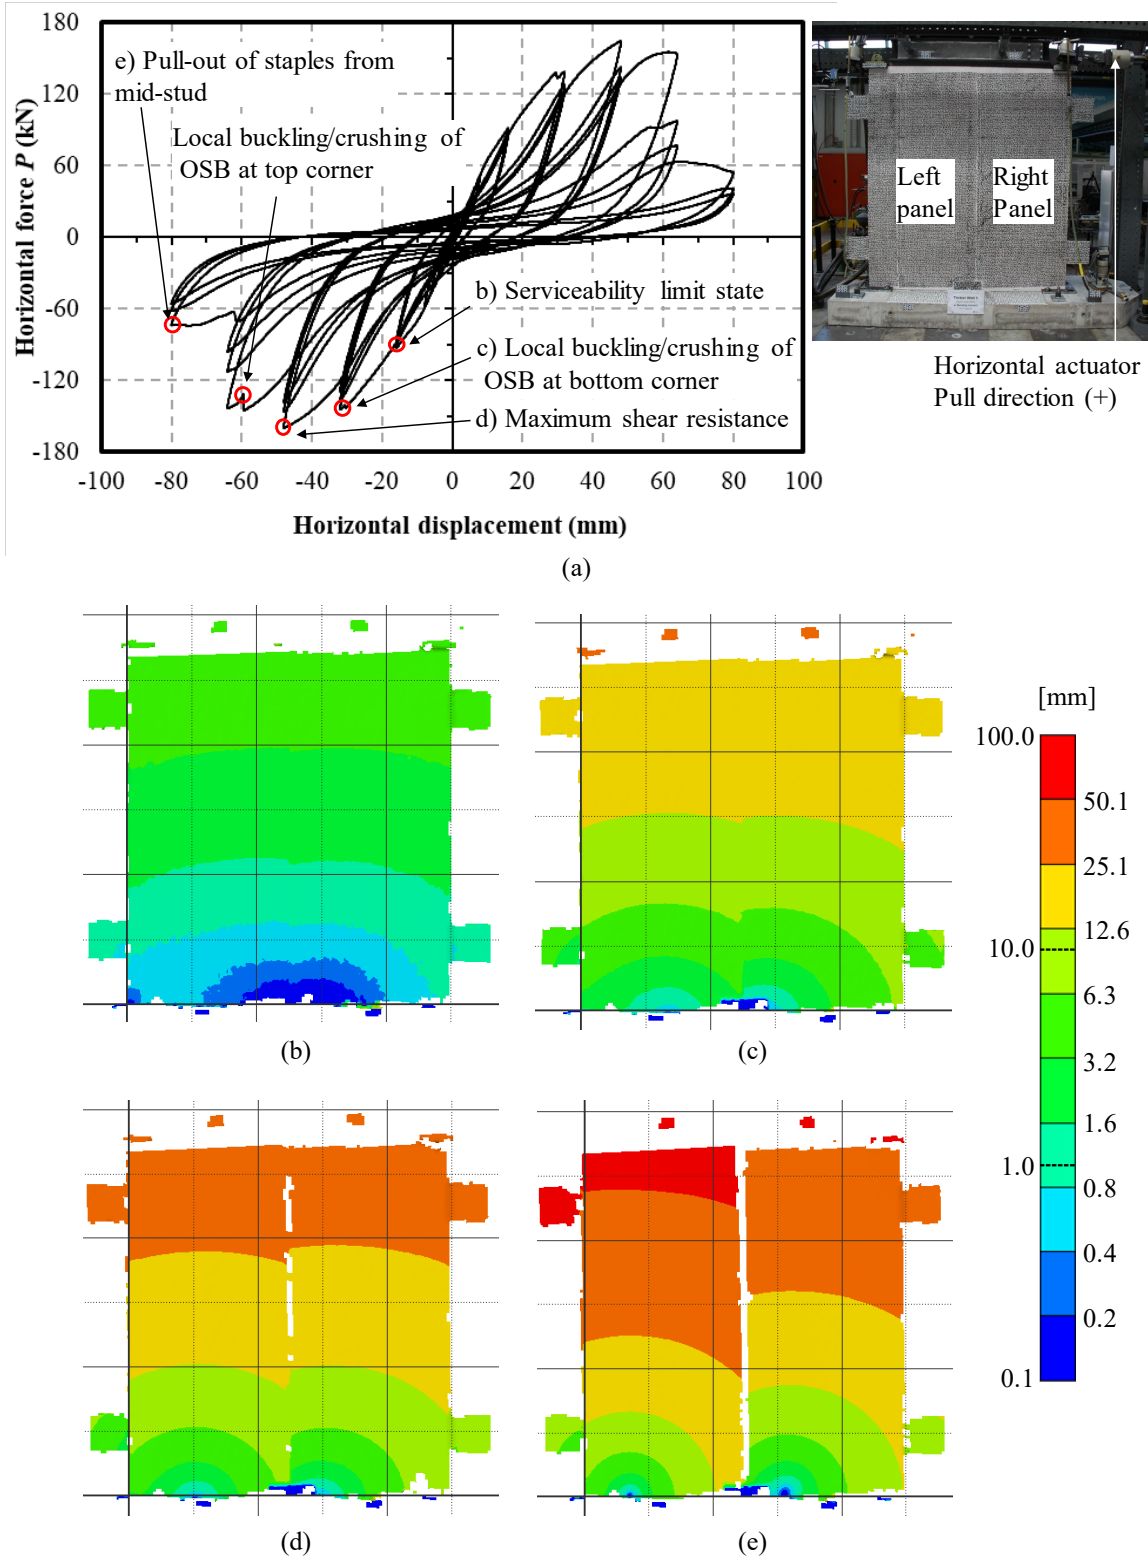 180
120
60
0
-60
-120
-180
Horizontal force P (kN)
-100
-80
-60
-40
-20
0
20
40
60
80
100
Horizontal displacement (mm)
e) Pull-out of staples from
mid-stud
Local buckling/crushing of
OSB at top corner
b) Serviceability limit state
c) Local buckling/crushing of
OSB at bottom corner
d) Maximum shear resistance
Left
panel
Right
Panel
Horizontal actuator
Pull direction (+)
(a)
(b)
(c)
[mm]
100.0
50.1
25.1
12.6
10.0
6.3
3.2
1.6
1.0
0.8
0.4
0.2
0.1
(d)
(e)